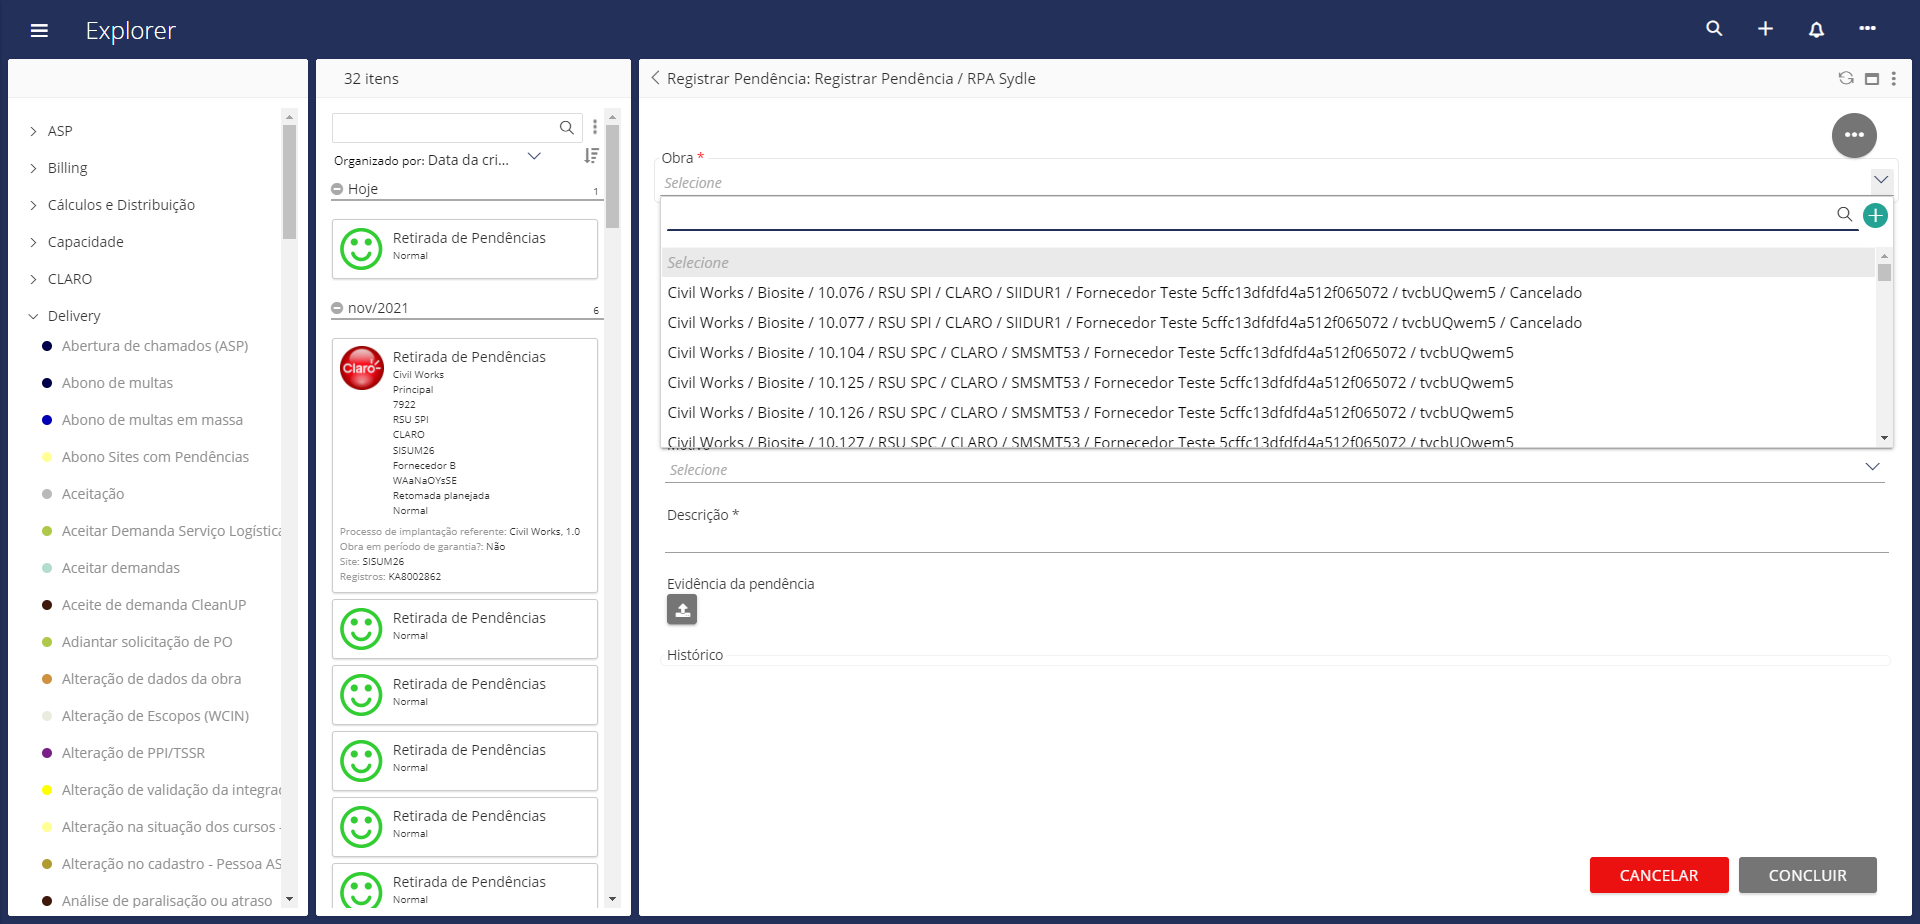 Explorer
ASP
Billing
Cálculos e Distribuição
Capacidade
CLARO
Delivery
Abertura de chamados (ASP)
Abono de multas
Abono de multas em massa
Abono Sites com Pendências
Aceitação
Aceitar Demanda Serviço Logística
Aceitar demandas
Aceite de demanda CleanUP
Adiantar solicitação de PO
Alteração de dados da obra
Alteração de Escopos (WCIN)
Alteração de PPI/TSSR
Alteração de validação da integraç
Alteração na situação dos cursos -
Alteração no cadastro - Pessoa AS
Análise de paralisação ou atraso
32 itens
Organizado por: Data da cri...
Hoje 1
Retirada de Pendências
Normal
nov/2021 6
Claro-
Retirada de Pendências
Civil Works
Principal
7922
RSU SPI
CLARO
SISUM26
Fornecedor B
WAaNaOYsSE
Retomada planejada
Normal
Processo de implantação referente: Civil Works, 1.0
Obra em período de garantia?: Não
Site: SISUM26
Registros: KA8002862
Retirada de Pendências
Normal
Retirada de Pendências
Normal
Retirada de Pendências
Normal
Retirada de Pendências
Normal
Retirada de Pendências
Normal
Registrar Pendência: Registrar Pendência / RPA Sydle
Obra *
Selecione
Selecione
Civil Works / Biosite / 10.076 / RSU SPI / CLARO / SIIDUR1 / Fornecedor Teste 5cffc13dfdfd4a512f065072 / tvcbUQwem5 / Cancelado
Civil Works / Biosite / 10.077 / RSU SPI / CLARO / SIIDUR1 / Fornecedor Teste 5cffc13dfdfd4a512f065072 / tvcbUQwem5 / Cancelado
Civil Works / Biosite / 10.104 / RSU SPC / CLARO / SMSMT53 / Fornecedor Teste 5cffc13dfdfd4a512f065072 / tvcbUQwem5
Civil Works / Biosite / 10.125 / RSU SPC / CLARO / SMSMT53 / Fornecedor Teste 5cffc13dfdfd4a512f065072 / tvcbUQwem5
Civil Works / Biosite / 10.126 / RSU SPC / CLARO / SMSMT53 / Fornecedor Teste 5cffc13dfdfd4a512f065072 / tvcbUQwem5
Civil Works / Biosite / 10.127 / RSU SPC / CLARO / SMSMT53 / Fornecedor Teste 5cffc13dfdfd4a512f065072 / tvcbUQwem5
Motivo
Selecione
Descrição *
Evidência da pendência
Histórico
CANCELAR
CONCLUIR